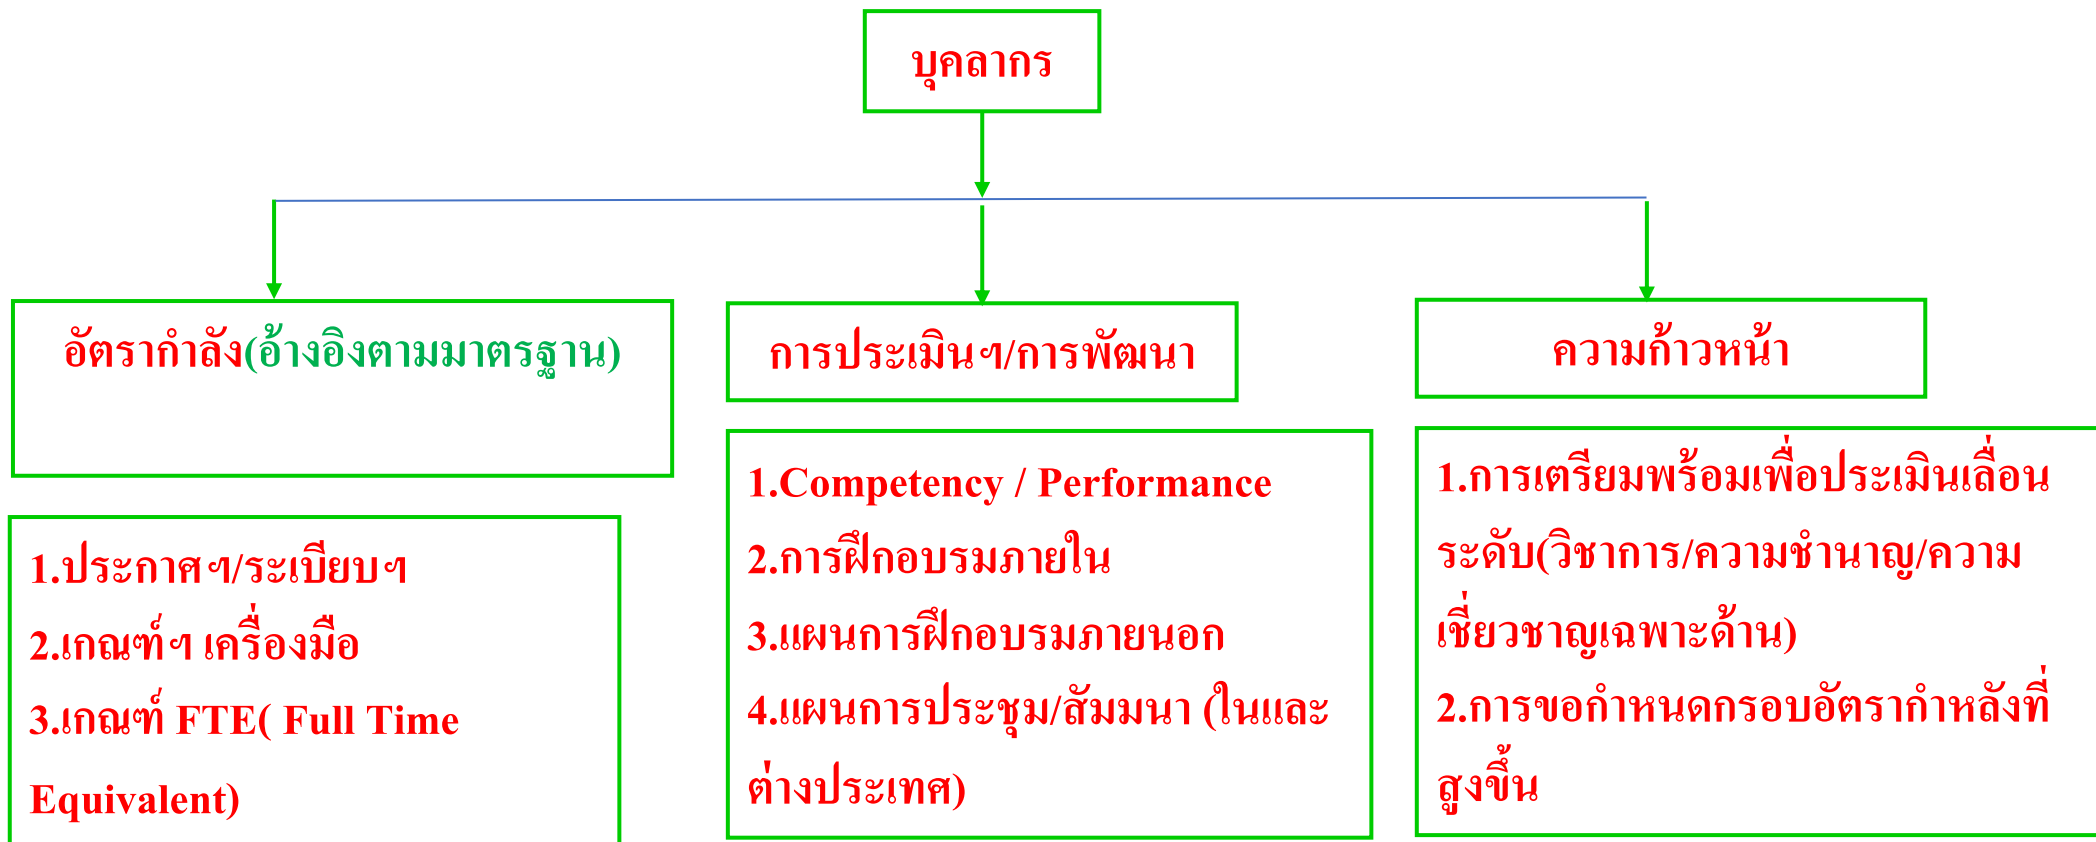 บุคลากร
อัตรากำลัง(อ้างอิงตามมาตรฐาน)
1.ประกาศฯ/ระเบียบฯ
2.เกณฑ์ฯ เครื่องมือ
3.เกณฑ์ FTE( Full Time
Equivalent)
การประเมินฯ/การพัฒนา
1.Competency / Performance
2.การฝึกอบรมภายใน
3.แผนการฝึกอบรมภายนอก
4.แผนการประชุม/สัมมนา (ในและ
ต่างประเทศ)
ความก้าวหน้า
1.การเตรียมพร้อมเพื่อประเมินเลื่อน
ระดับ(วิชาการ/ความชำนาญ/ความ
เชี่ยวชาญเฉพาะด้าน)
2.การขอกำหนดกรอบอัตรากำหลังที่
สูงขึ้น